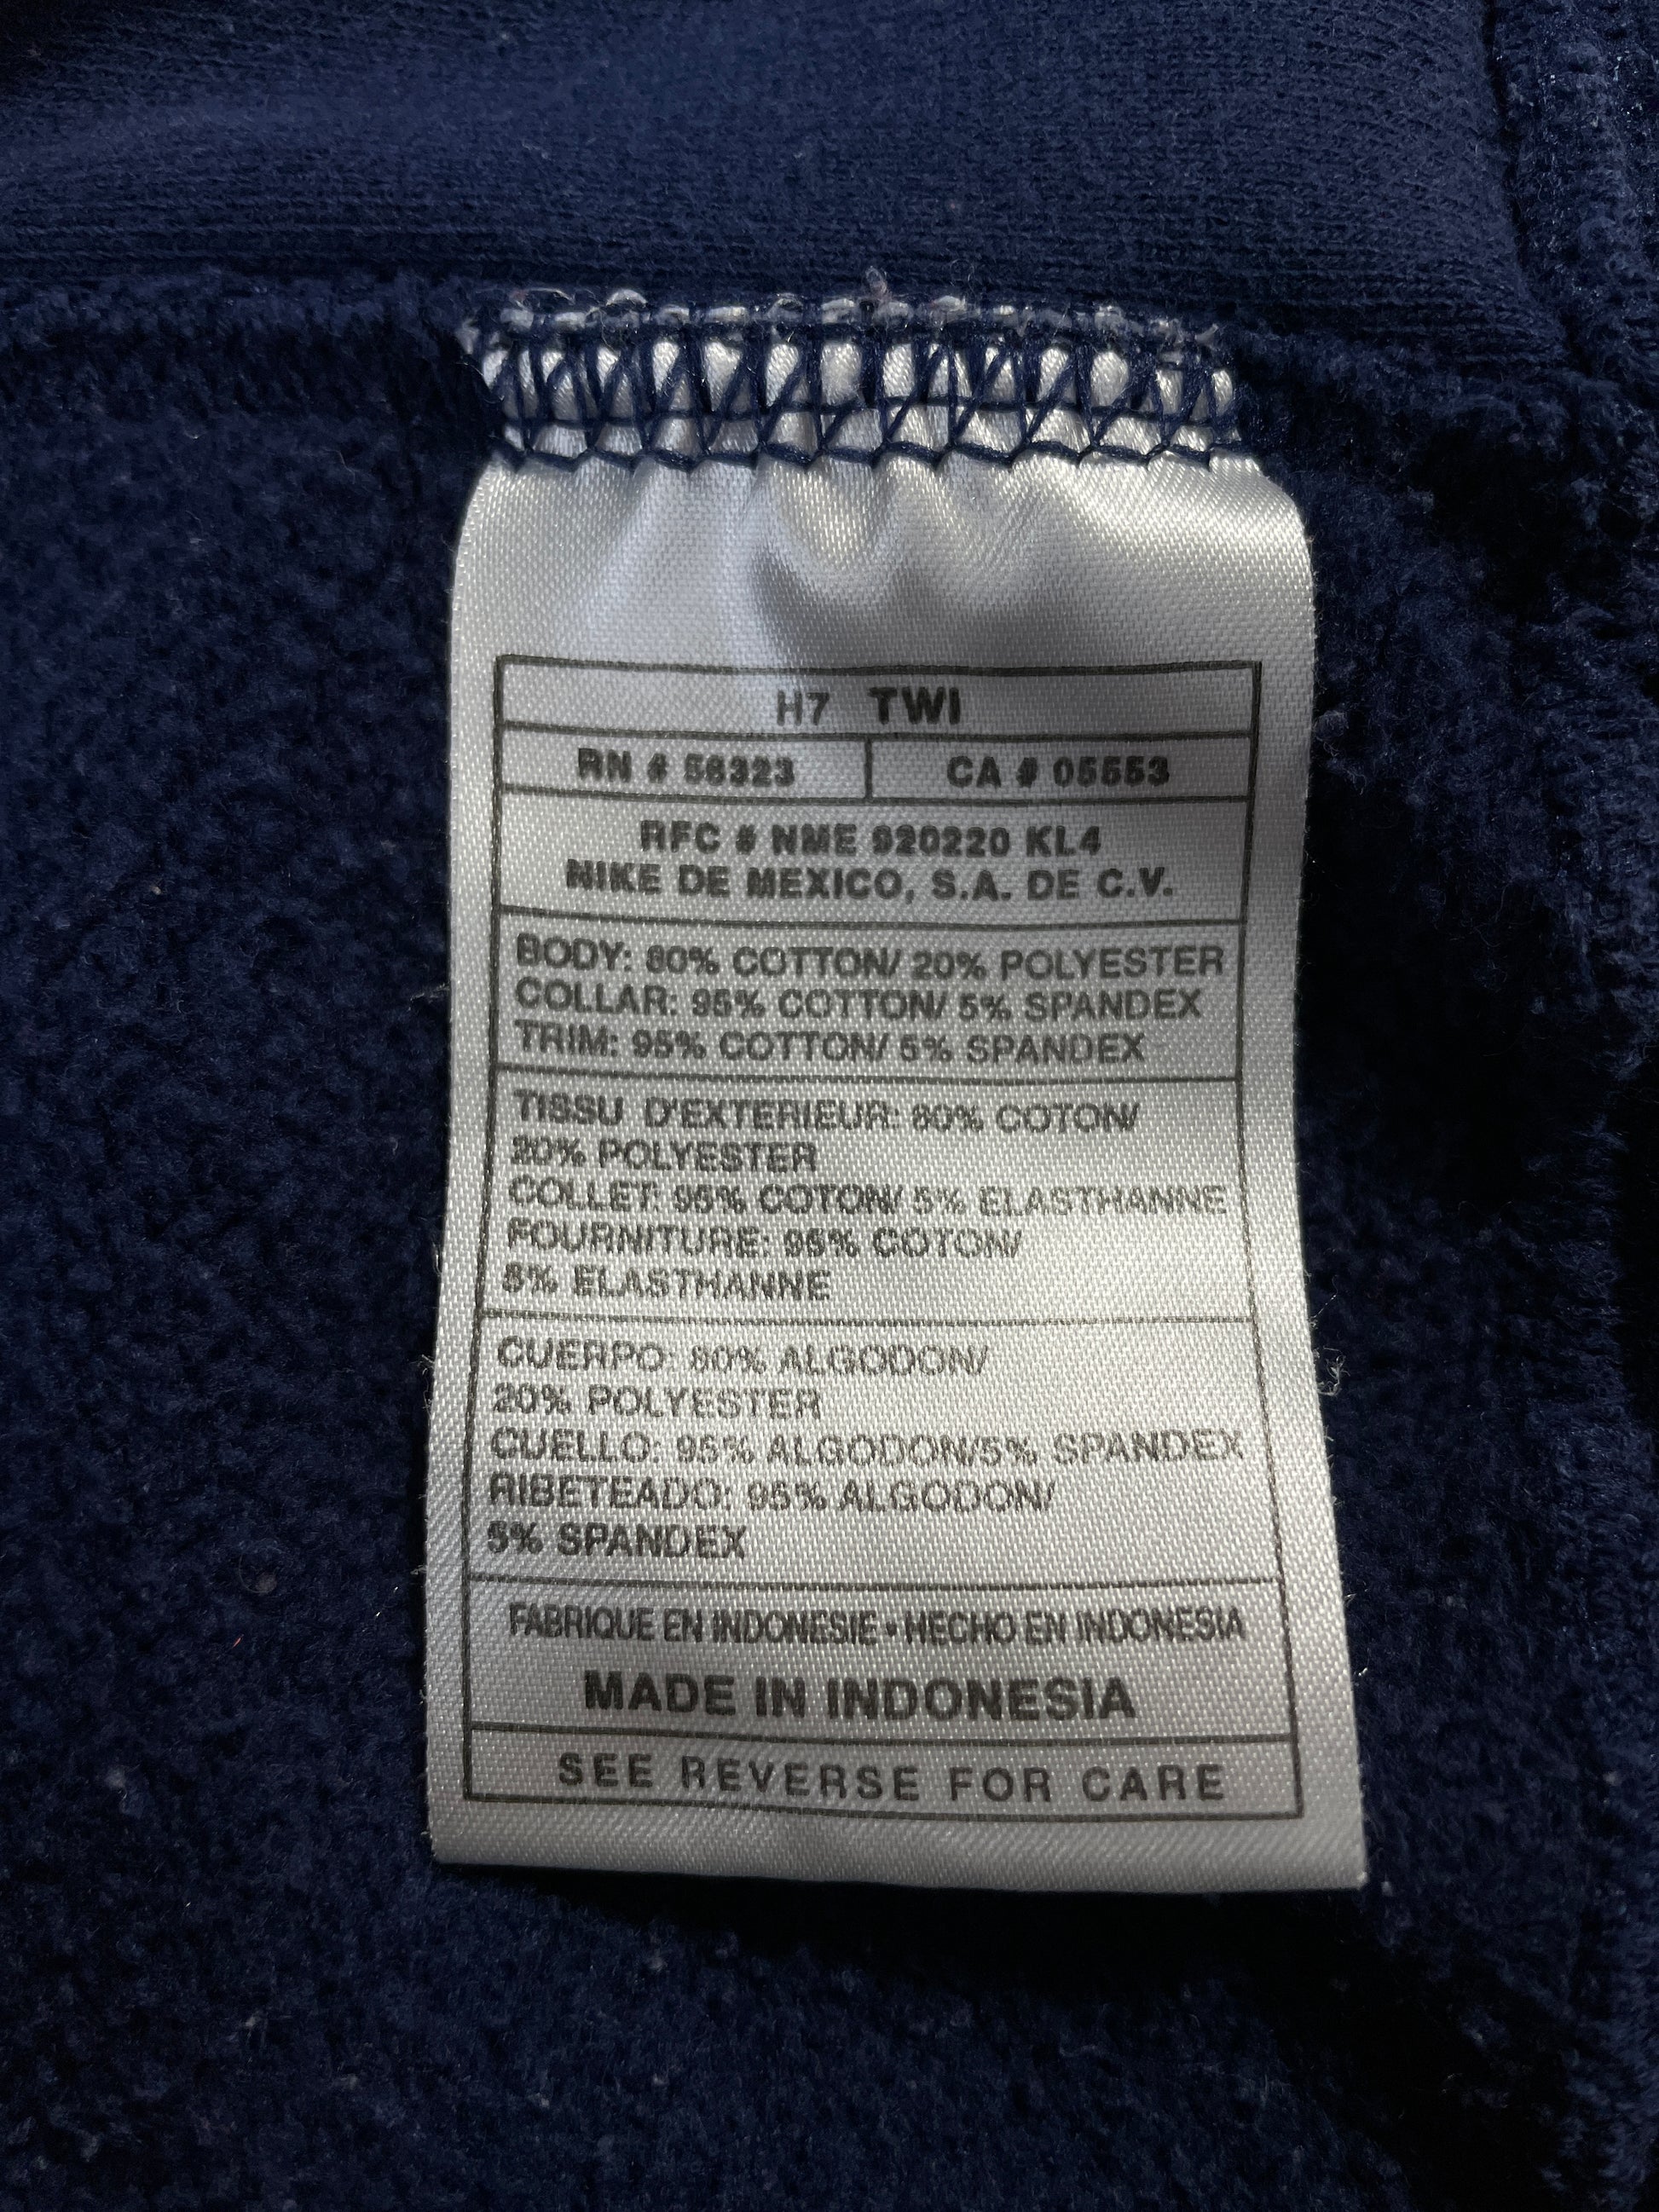 H7 TWI
RN # 56323 CA # 05553
RFC # NME 920220 KL4
NIKE DE MEXICO, S.A. DE C.V.
BODY: 80% COTTON/ 20% POLYESTER
COLLAR: 95% COTTON/ 5% SPANDEX
TRIM: 95% COTTON/ 5% SPANDEX
TISSU D'EXTERIEUR: 80% COTON/
20% POLYESTER
COLLET: 95% COTON/ 5% ELASTHANNE
FOURNITURE: 95% COTON/
5% ELASTHANNE
CUERPO: 80% ALGODON/
20% POLYESTER
CUELLO: 95% ALGODON/5% SPANDEX
RIBETEADO: 95% ALGODON/
5% SPANDEX
FABRIQUE EN INDONESIE • HECHO EN INDONESIA
MADE IN INDONESIA
SEE REVERSE FOR CARE